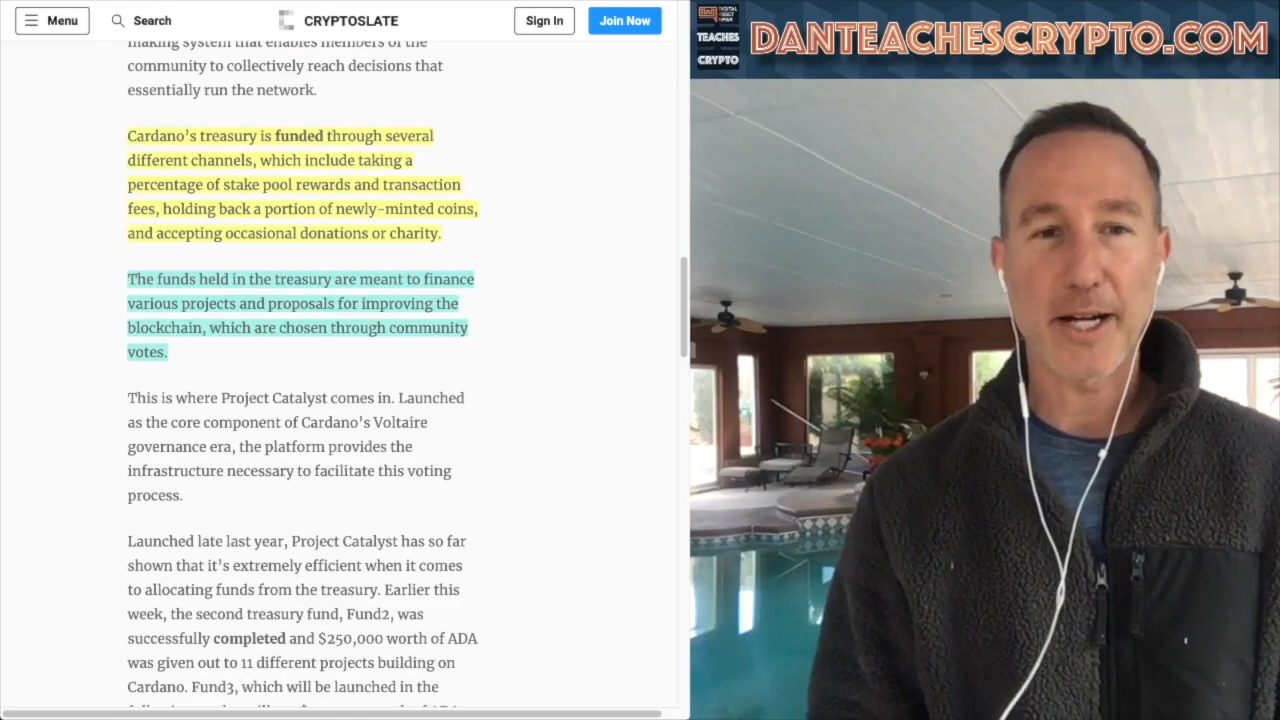 Menu
Search
CRYPTOSLATE
Sign In
Join Now
making system that enables members of the
community to collectively reach decisions that
essentially run the network.
Cardano’s treasury is funded through several
different channels, which include taking a
percentage of stake pool rewards and transaction
fees, holding back a portion of newly-minted coins,
and accepting occasional donations or charity.
The funds held in the treasury are meant to finance
various projects and proposals for improving the
blockchain, which are chosen through community
votes.
This is where Project Catalyst comes in. Launched
as the core component of Cardano’s Voltaire
governance era, the platform provides the
infrastructure necessary to facilitate this voting
process.
Launched late last year, Project Catalyst has so far
shown that it’s extremely efficient when it comes
to allocating funds from the treasury. Earlier this
week, the second treasury fund, Fund2, was
successfully completed and $250,000 worth of ADA
was given out to 11 different projects building on
Cardano. Fund3, which will be launched in the
DIGITAL
ASSET
NEWS
TEACHES
CRYPTO
DANTEACHESCRYPTO.COM